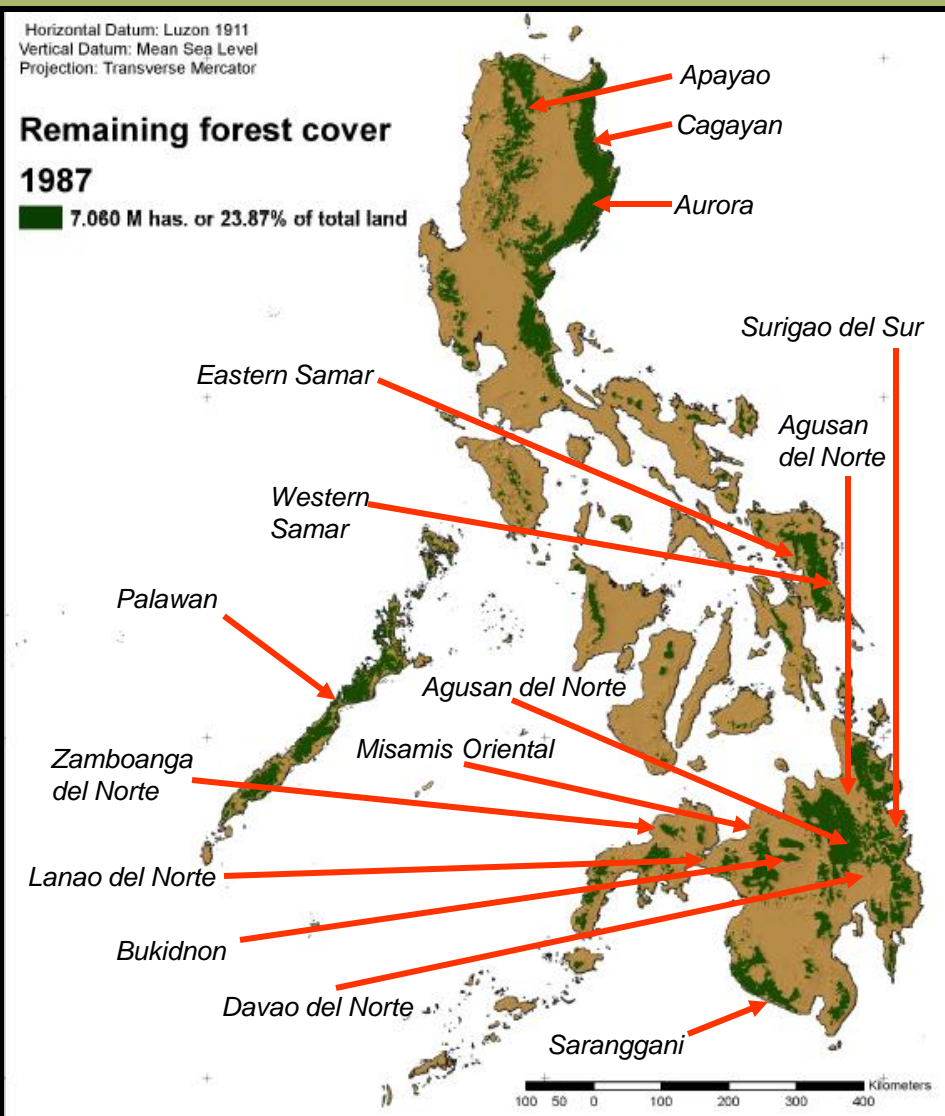 Horizontal Datum: Luzon 1911
Vertical Datum: Mean Sea Level
Projection: Transverse Mercator
Remaining forest cover
1987
7.060 M has. or 23.87% of total land
Apayao
Cagayan
Aurora
Surigao del Sur
Eastern Samar
Agusan
del Norte
Western
Samar
Palawan
Agusan del Norte
Misamis Oriental
Zamboanga
del Norte
Lanao del Norte
Bukidnon
Davao del Norte
Saranggani
Kilometers
100 50 0 100 200 300 400